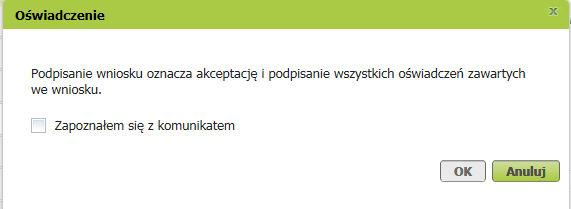 Oświadczenie x
Podpisanie wniosku oznacza akceptację i podpisanie wszystkich oświadczeń zawartych
we wniosku.
Zapoznałem się z komunikatem
OK Anuluj